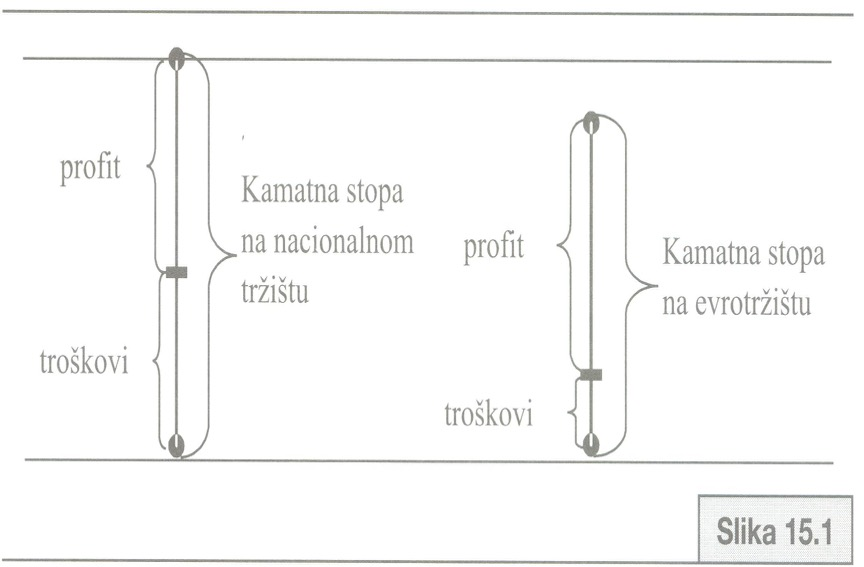 profit
troškovi
Kamatna stopa
na nacionalnom
tržištu
profit
troškovi
Kamatna stopa
na evrotržištu
Slika 15.1